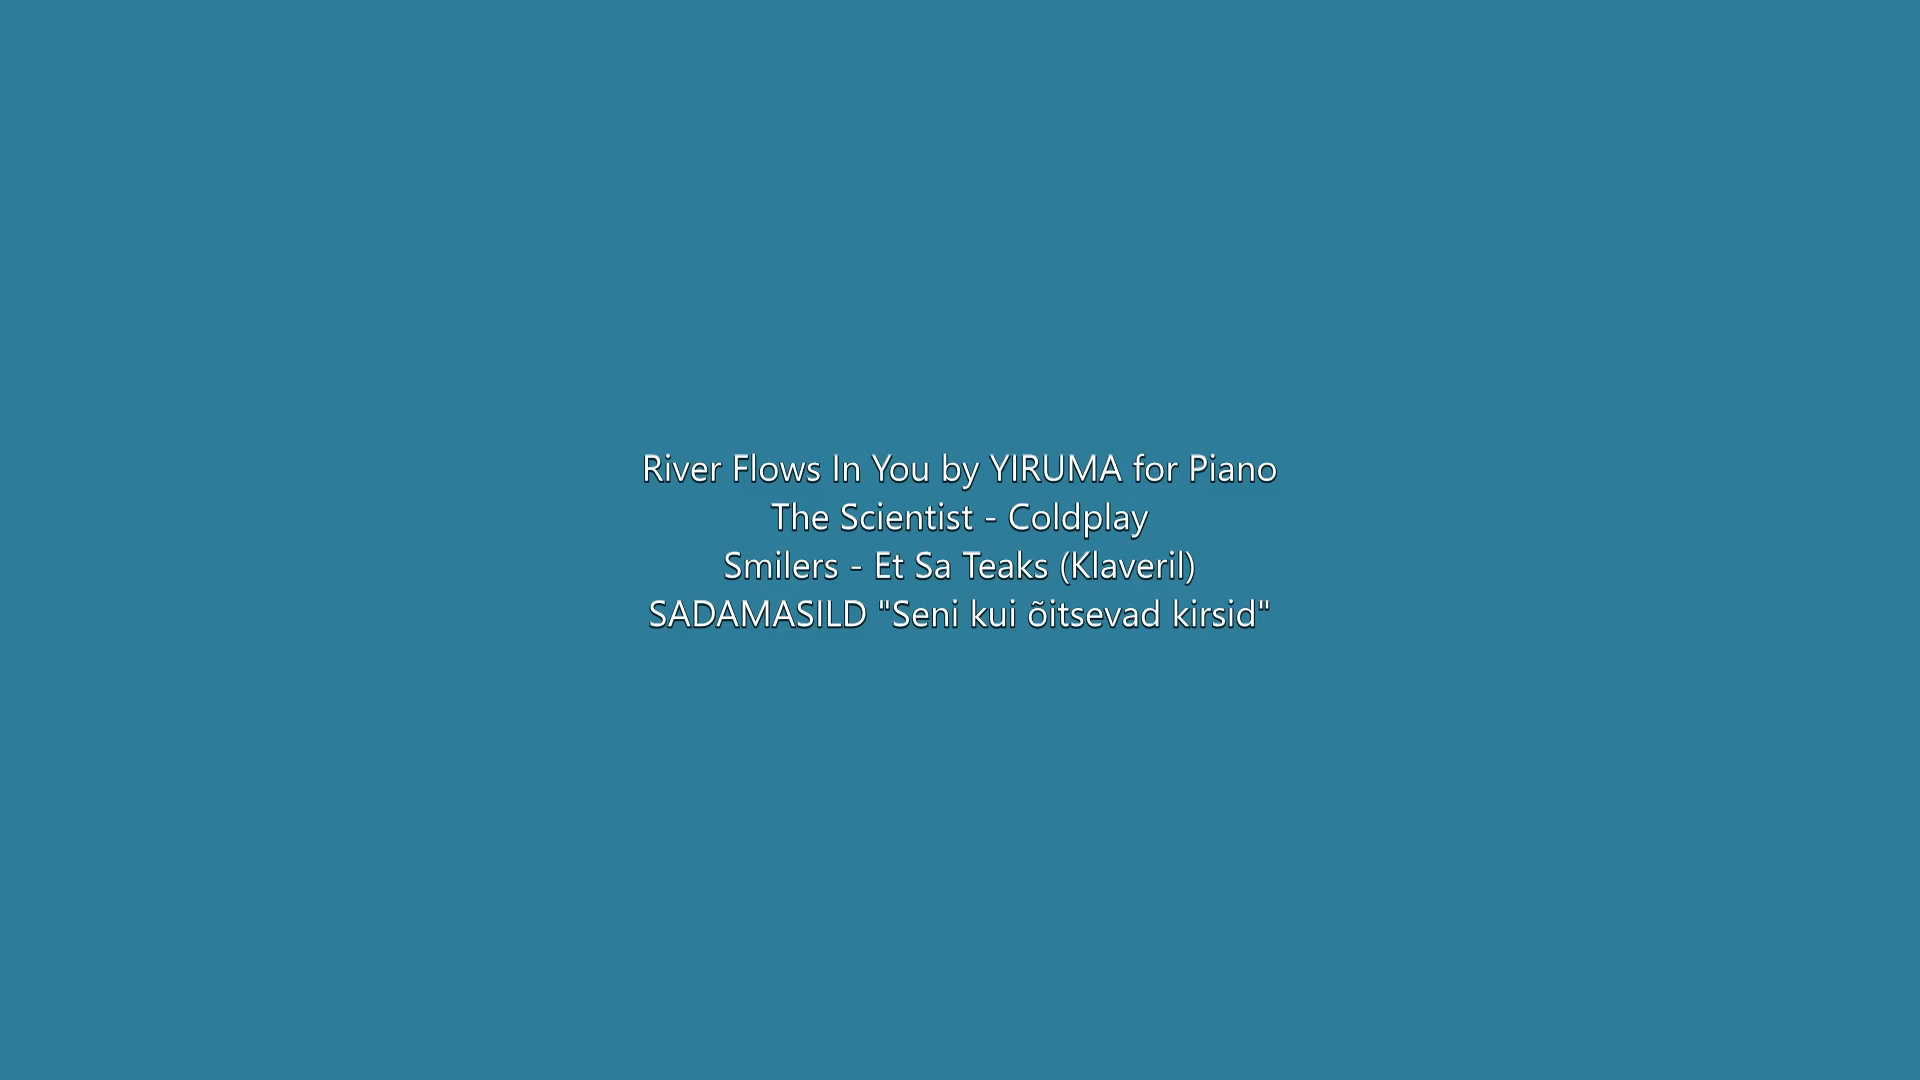 River Flows In You by YIRUMA for Piano
The Scientist - Coldplay
Smilers - Et Sa Teaks (Klaveril)
SADAMASILD "Seni kui õitsevad kirsid"